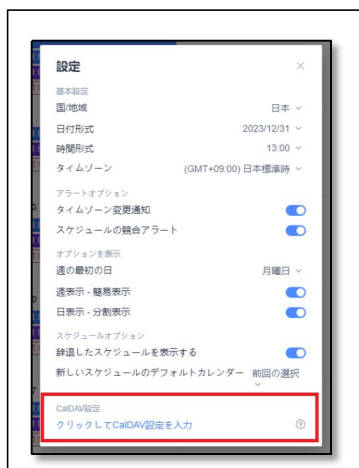 設定
基本設定
国/地域 日本
日付形式 2023/12/31
時間形式 13:00
タイムゾーン (GMT+09:00) 日本標準時
アラートオプション
タイムゾーン変更通知
スケジュールの競合アラート
オプションを表示
週の最初の日 月曜日
週表示 - 簡易表示
日表示 - 分割表示
スケジュールオプション
辞退したスケジュールを表示する
新しいスケジュールのデフォルトカレンダー 前回の選択
CalDAV設定
クリックしてCalDAV設定を入力